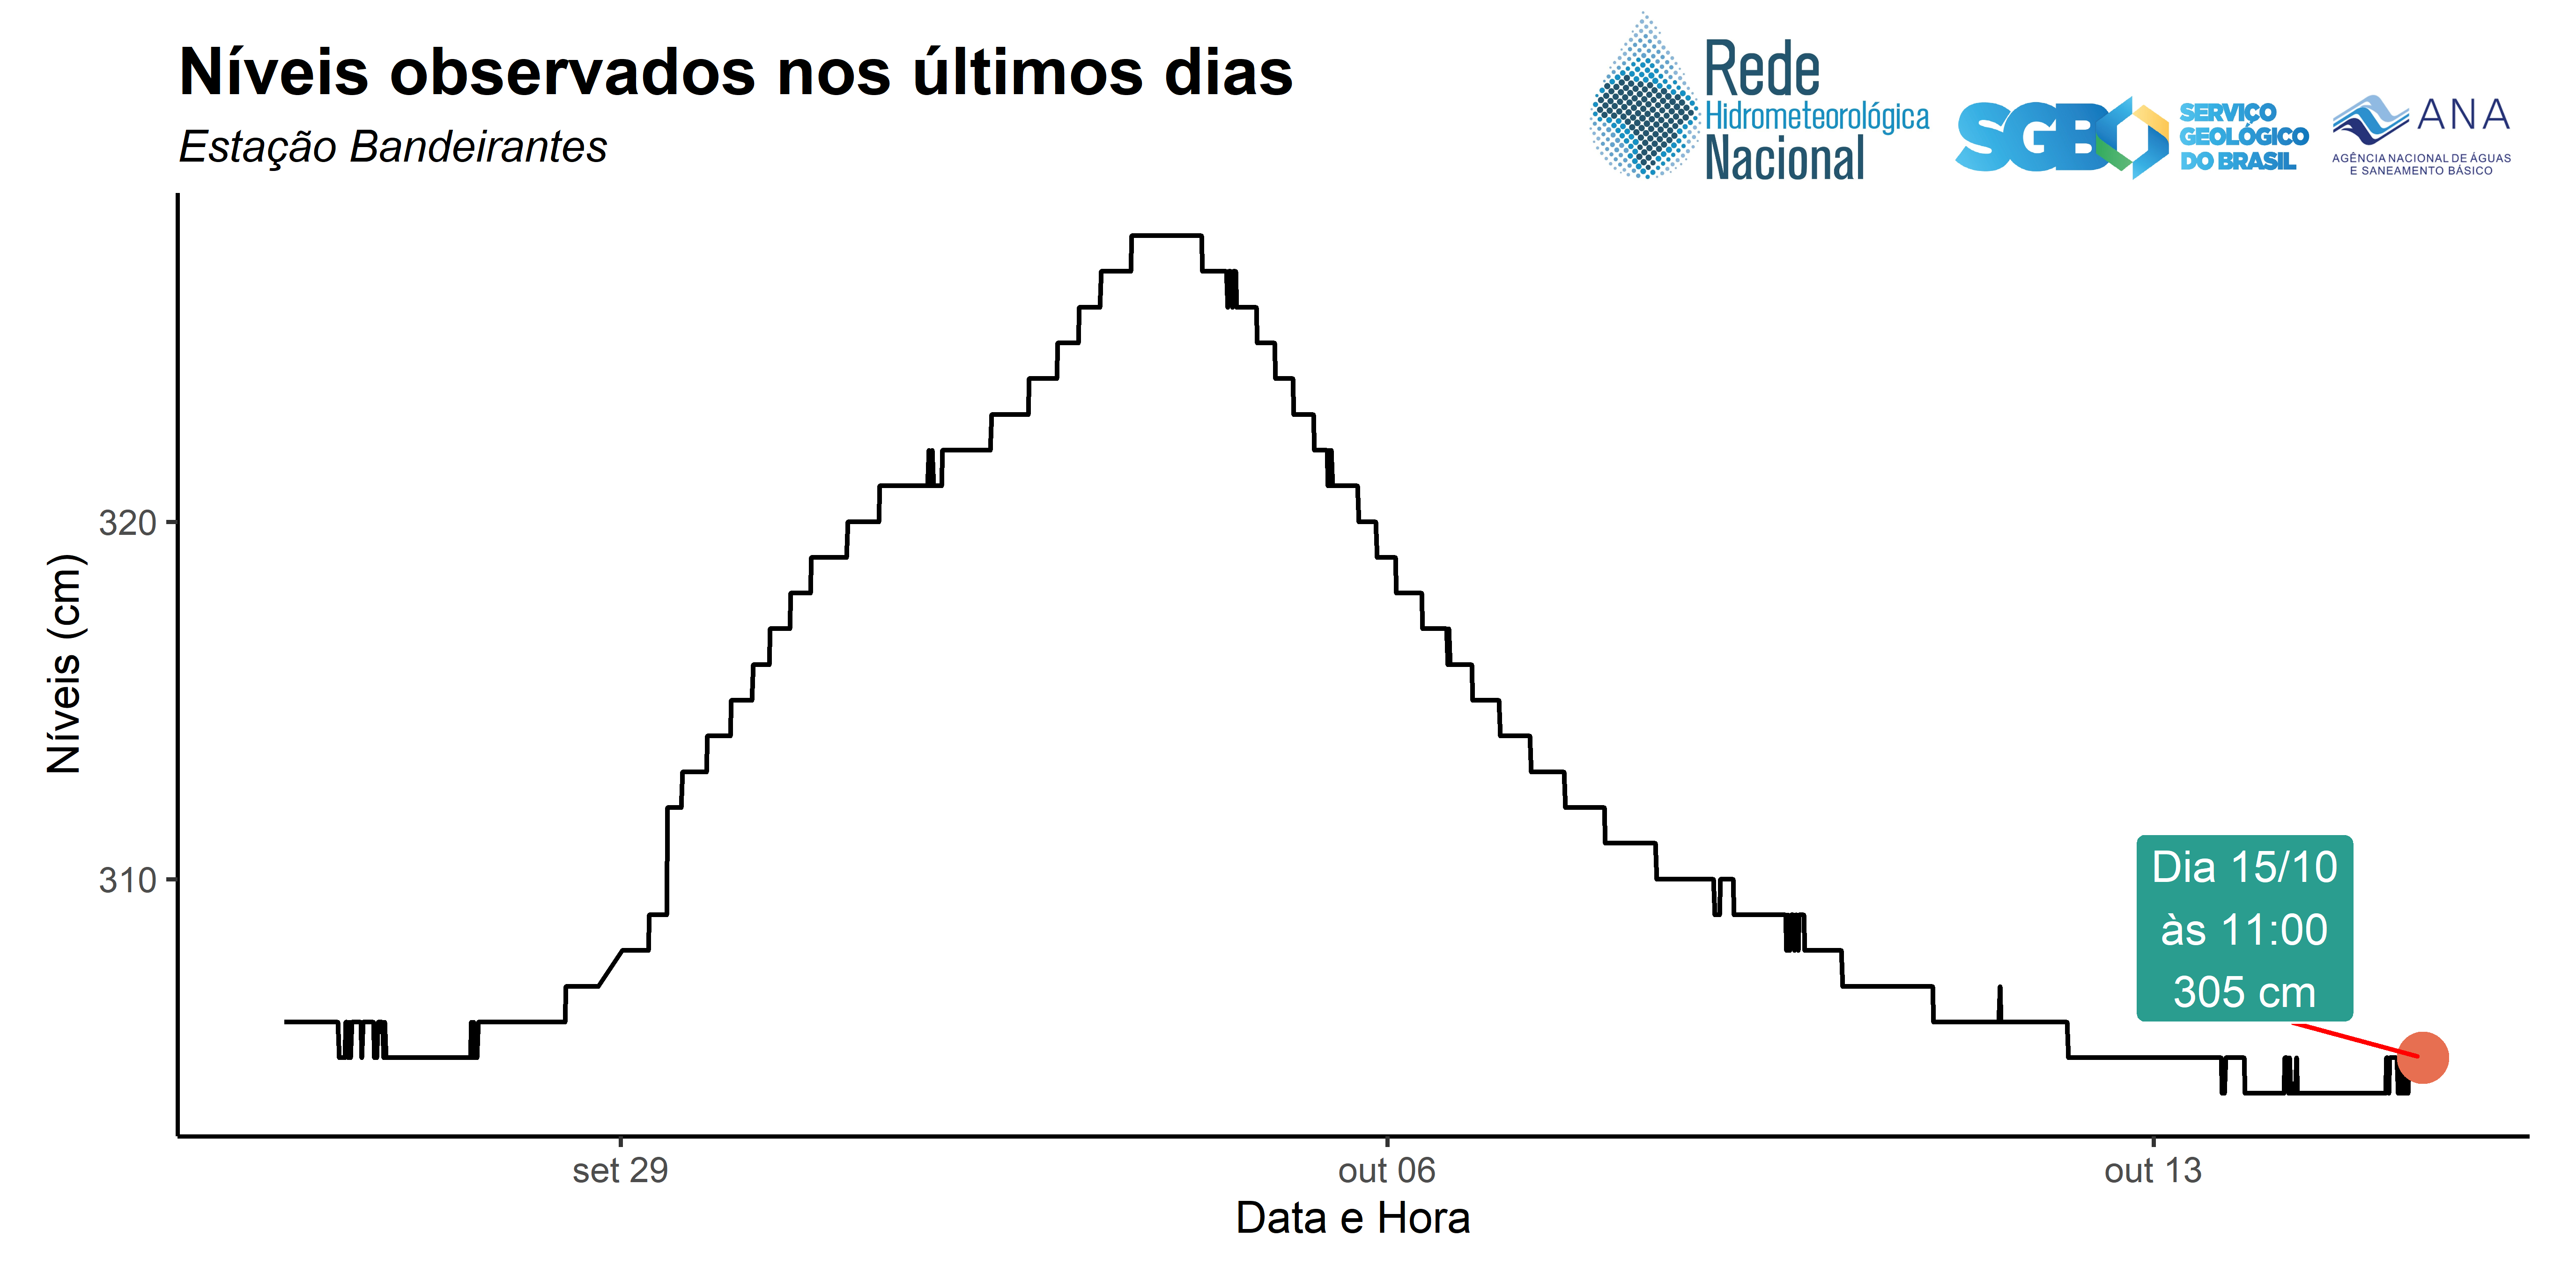 Níveis observados nos últimos dias
Estação Bandeirantes
Rede
Hidrometeorológica
Nacional
SGB
SERVIÇO
GEOLÓGICO
DO BRASIL
ANA
AGÊNCIA NACIONAL DE ÁGUAS
E SANEAMENTO BÁSICO
Níveis (cm)
320
310
Dia 15/10
às 11:00
305 cm
set 29
out 06
out 13
Data e Hora